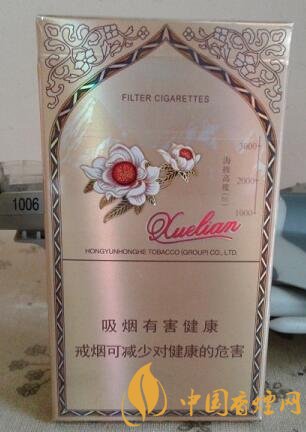 FILTER CIGARETTES
3000
海拔高度(m)
2000
1000
1006
Xuelian
HONGYUNHONGHE TOBACCO (GROUP) CO., LTD.
吸烟有害健康
戒烟可减少对健康的危害
中国香烟网